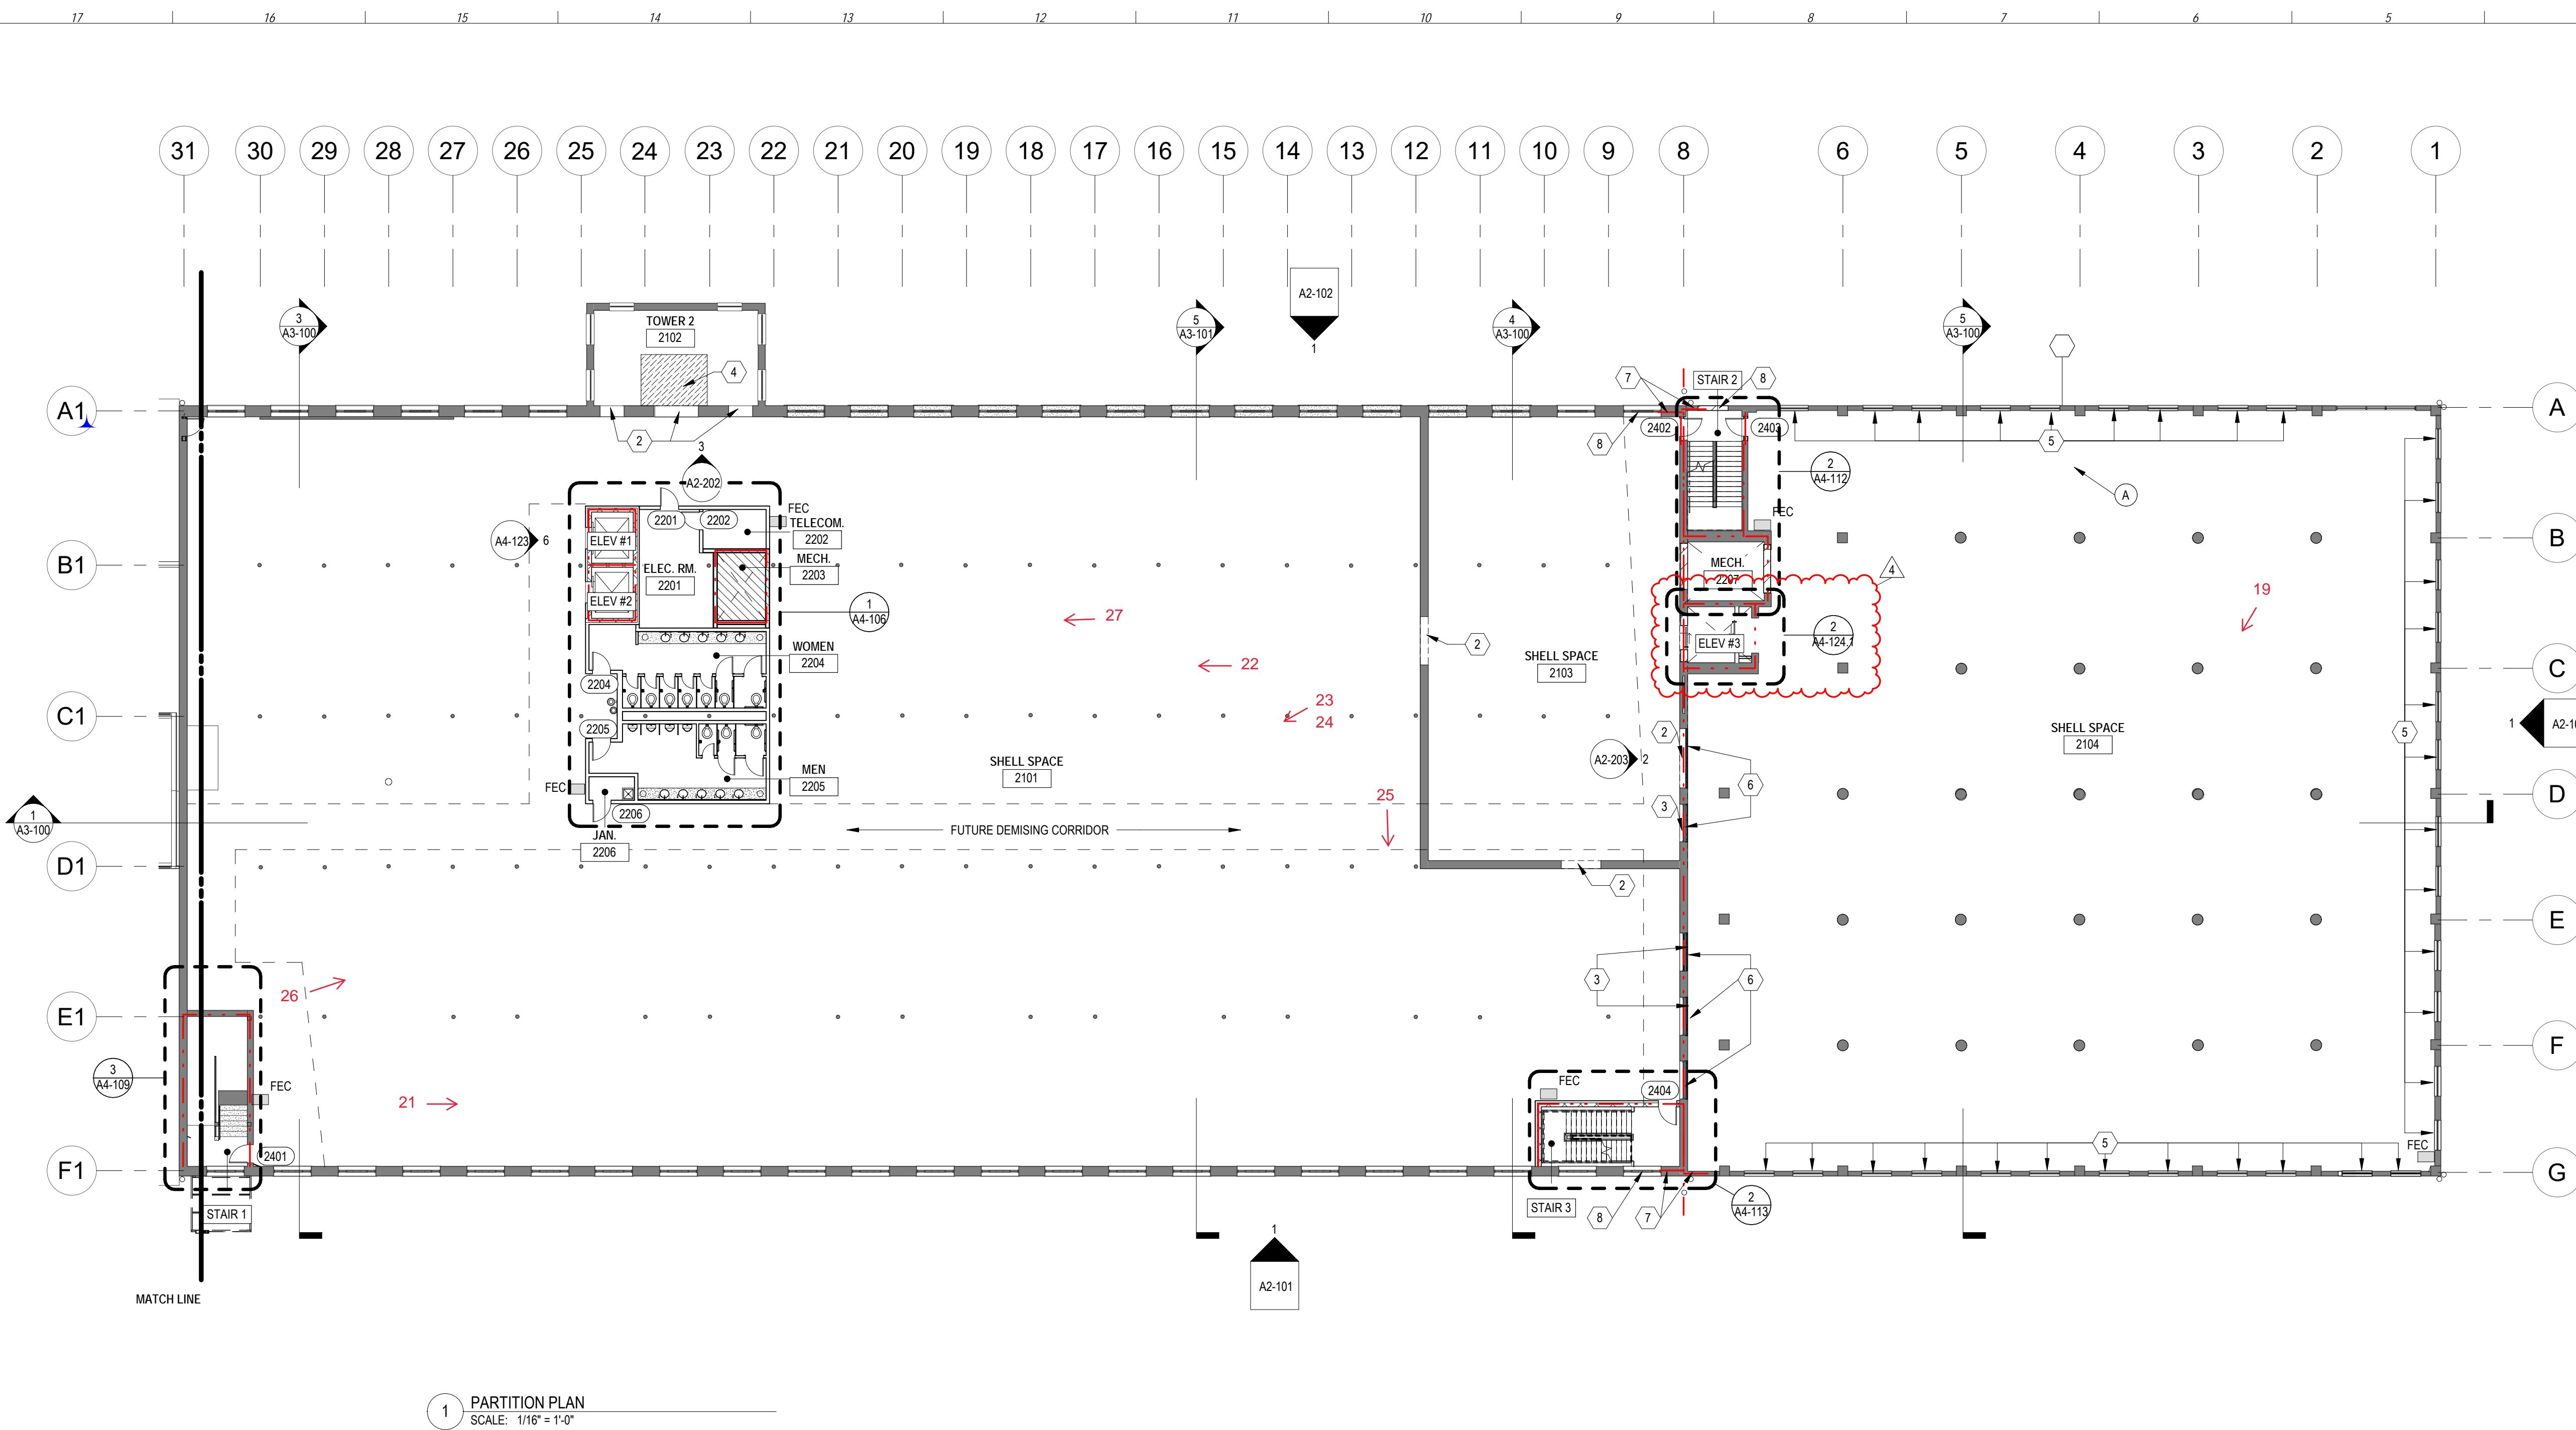 17 16 15 14 13 12 11 10 9 8 7 6 5
31 30 29 28 27 26 25 24 23 22 21 20 19 18 17 16 15 14 13 12 11 10 9 8 6 5 4 3 2 1
A2-102
1
3
A3-100
TOWER 2
2102
5
A3-101
4
A3-100
5
A3-100
4
7
STAIR 2
8
A1
A
2
8
2402
2403
5
3
A2-202
2
A4-112
A
FEC
2201
2202
TELECOM.
2202
FEC
A4-123
6
ELEV #1
B1
B
MECH.
2203
ELEC. RM.
2201
MECH.
2207
4
19
ELEV #2
1
A4-106
27
2
A4-124.1
ELEV #3
2
WOMEN
2204
22
SHELL SPACE
2103
C
2204
23
24
C1
2205
2
5
1
A2-10
SHELL SPACE
2104
A2-203
2
SHELL SPACE
2101
MEN
2205
FEC
6
25
D
3
2206
1
A3-100
FUTURE DEMISING CORRIDOR
JAN.
2206
D1
2
E
26
3
6
E1
F
3
A4-109
FEC
FEC
2404
21
5
FEC
2401
F1
G
STAIR 1
STAIR 3
8
7
2
A4-113
1
A2-101
MATCH LINE
1
PARTITION PLAN
SCALE: 1/16" = 1'-0"